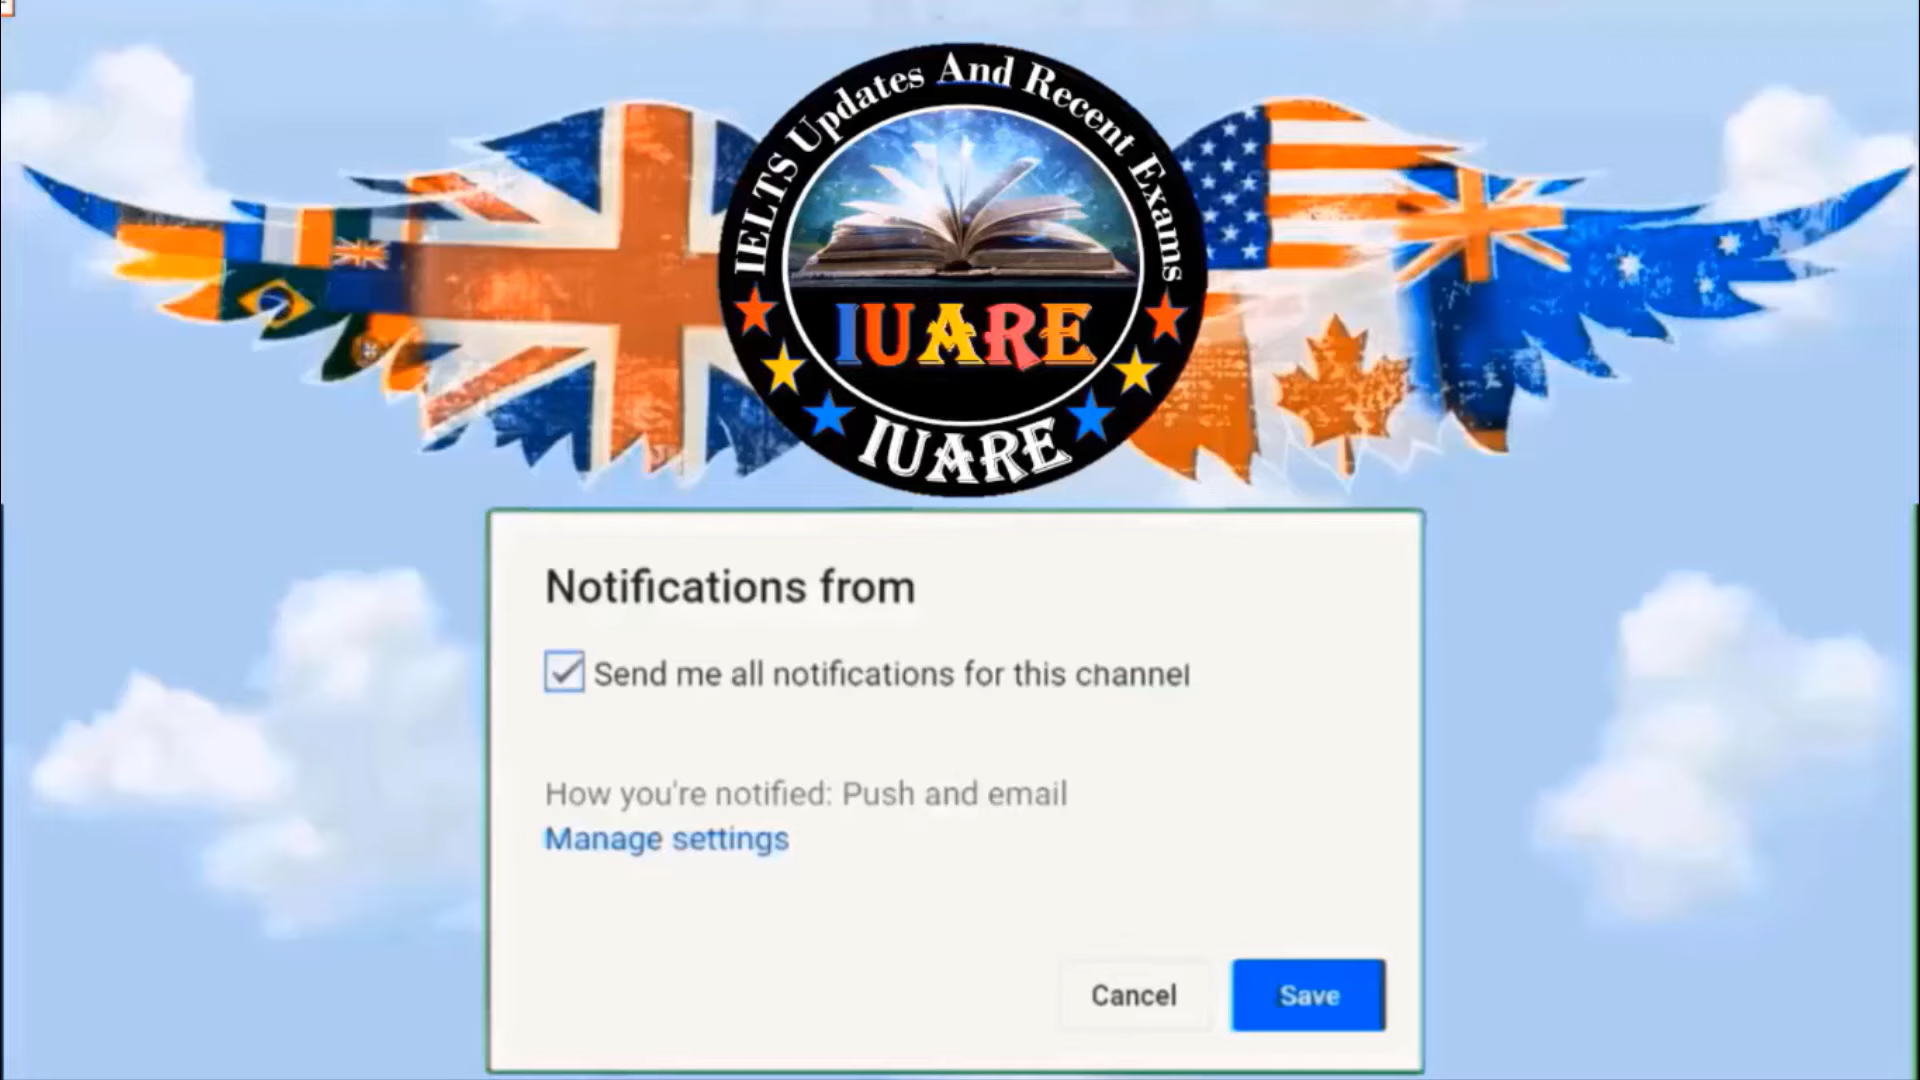 IELTS Updates And Recent Exams
IUARE
IUARE
Notifications from
Send me all notifications for this channel
How you're notified: Push and email
Manage settings
Cancel
Save